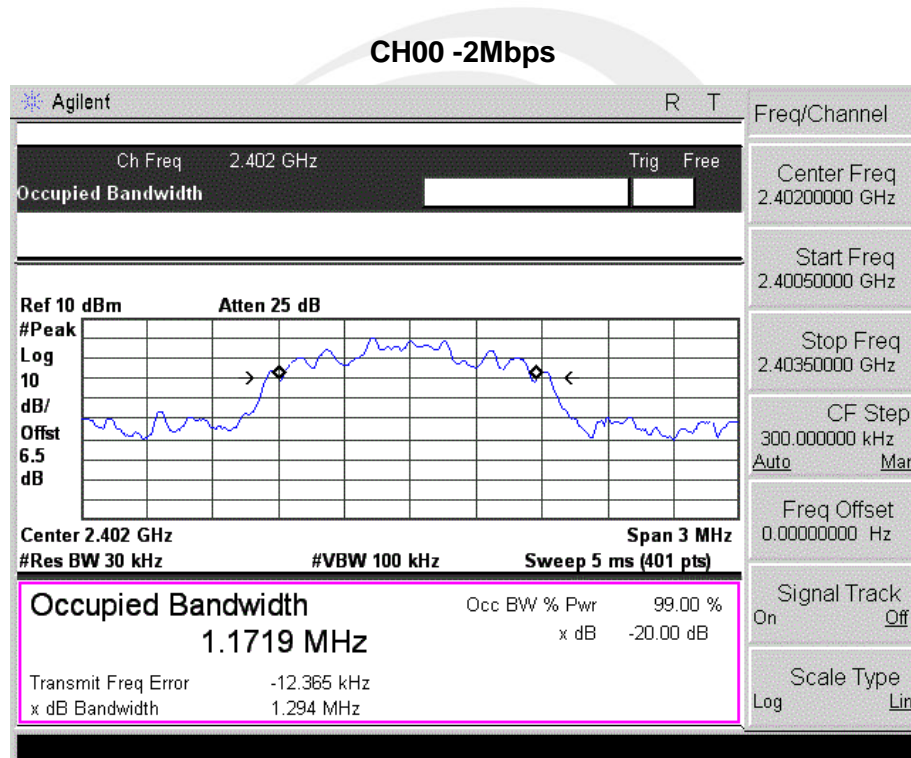 CH00 -2Mbps
Agilent R T
Freq/Channel
Ch Freq 2.402 GHz Trig Free
Occupied Bandwidth
Center Freq
2.40200000 GHz
Start Freq
2.40050000 GHz
Stop Freq
2.40350000 GHz
CF Step
300.000000 kHz
Auto Man
Freq Offset
0.00000000 Hz
Signal Track
On Off
Scale Type
Log Lin
Ref 10 dBm Atten 25 dB
#Peak
Log
10
dB/
Offst
6.5
dB
Center 2.402 GHz Span 3 MHz
#Res BW 30 kHz #VBW 100 kHz Sweep 5 ms (401 pts)
Occupied Bandwidth
1.1719 MHz
Occ BW % Pwr 99.00 %
x dB -20.00 dB
Transmit Freq Error -12.365 kHz
x dB Bandwidth 1.294 MHz